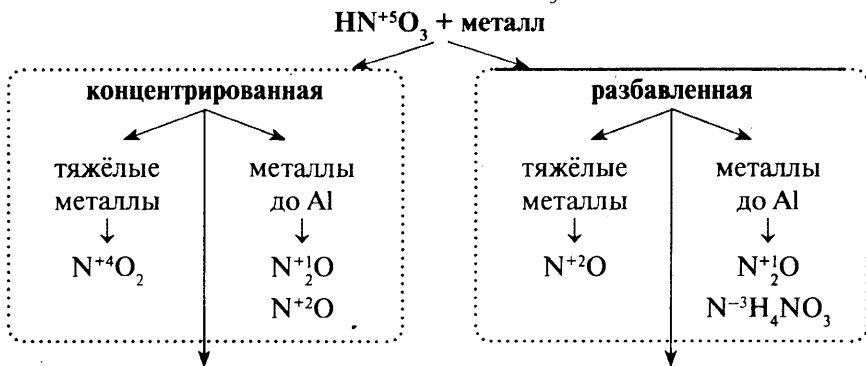 HN⁺⁵O₃ + металл
концентрированная
тяжёлые
металлы
↓
N⁺⁴O₂
металлы
до Al
↓
N⁺¹₂O
N⁺²O
разбавленная
тяжёлые
металлы
↓
N⁺²O
металлы
до Al
↓
N⁺¹₂O
N⁻³H₄NO₃